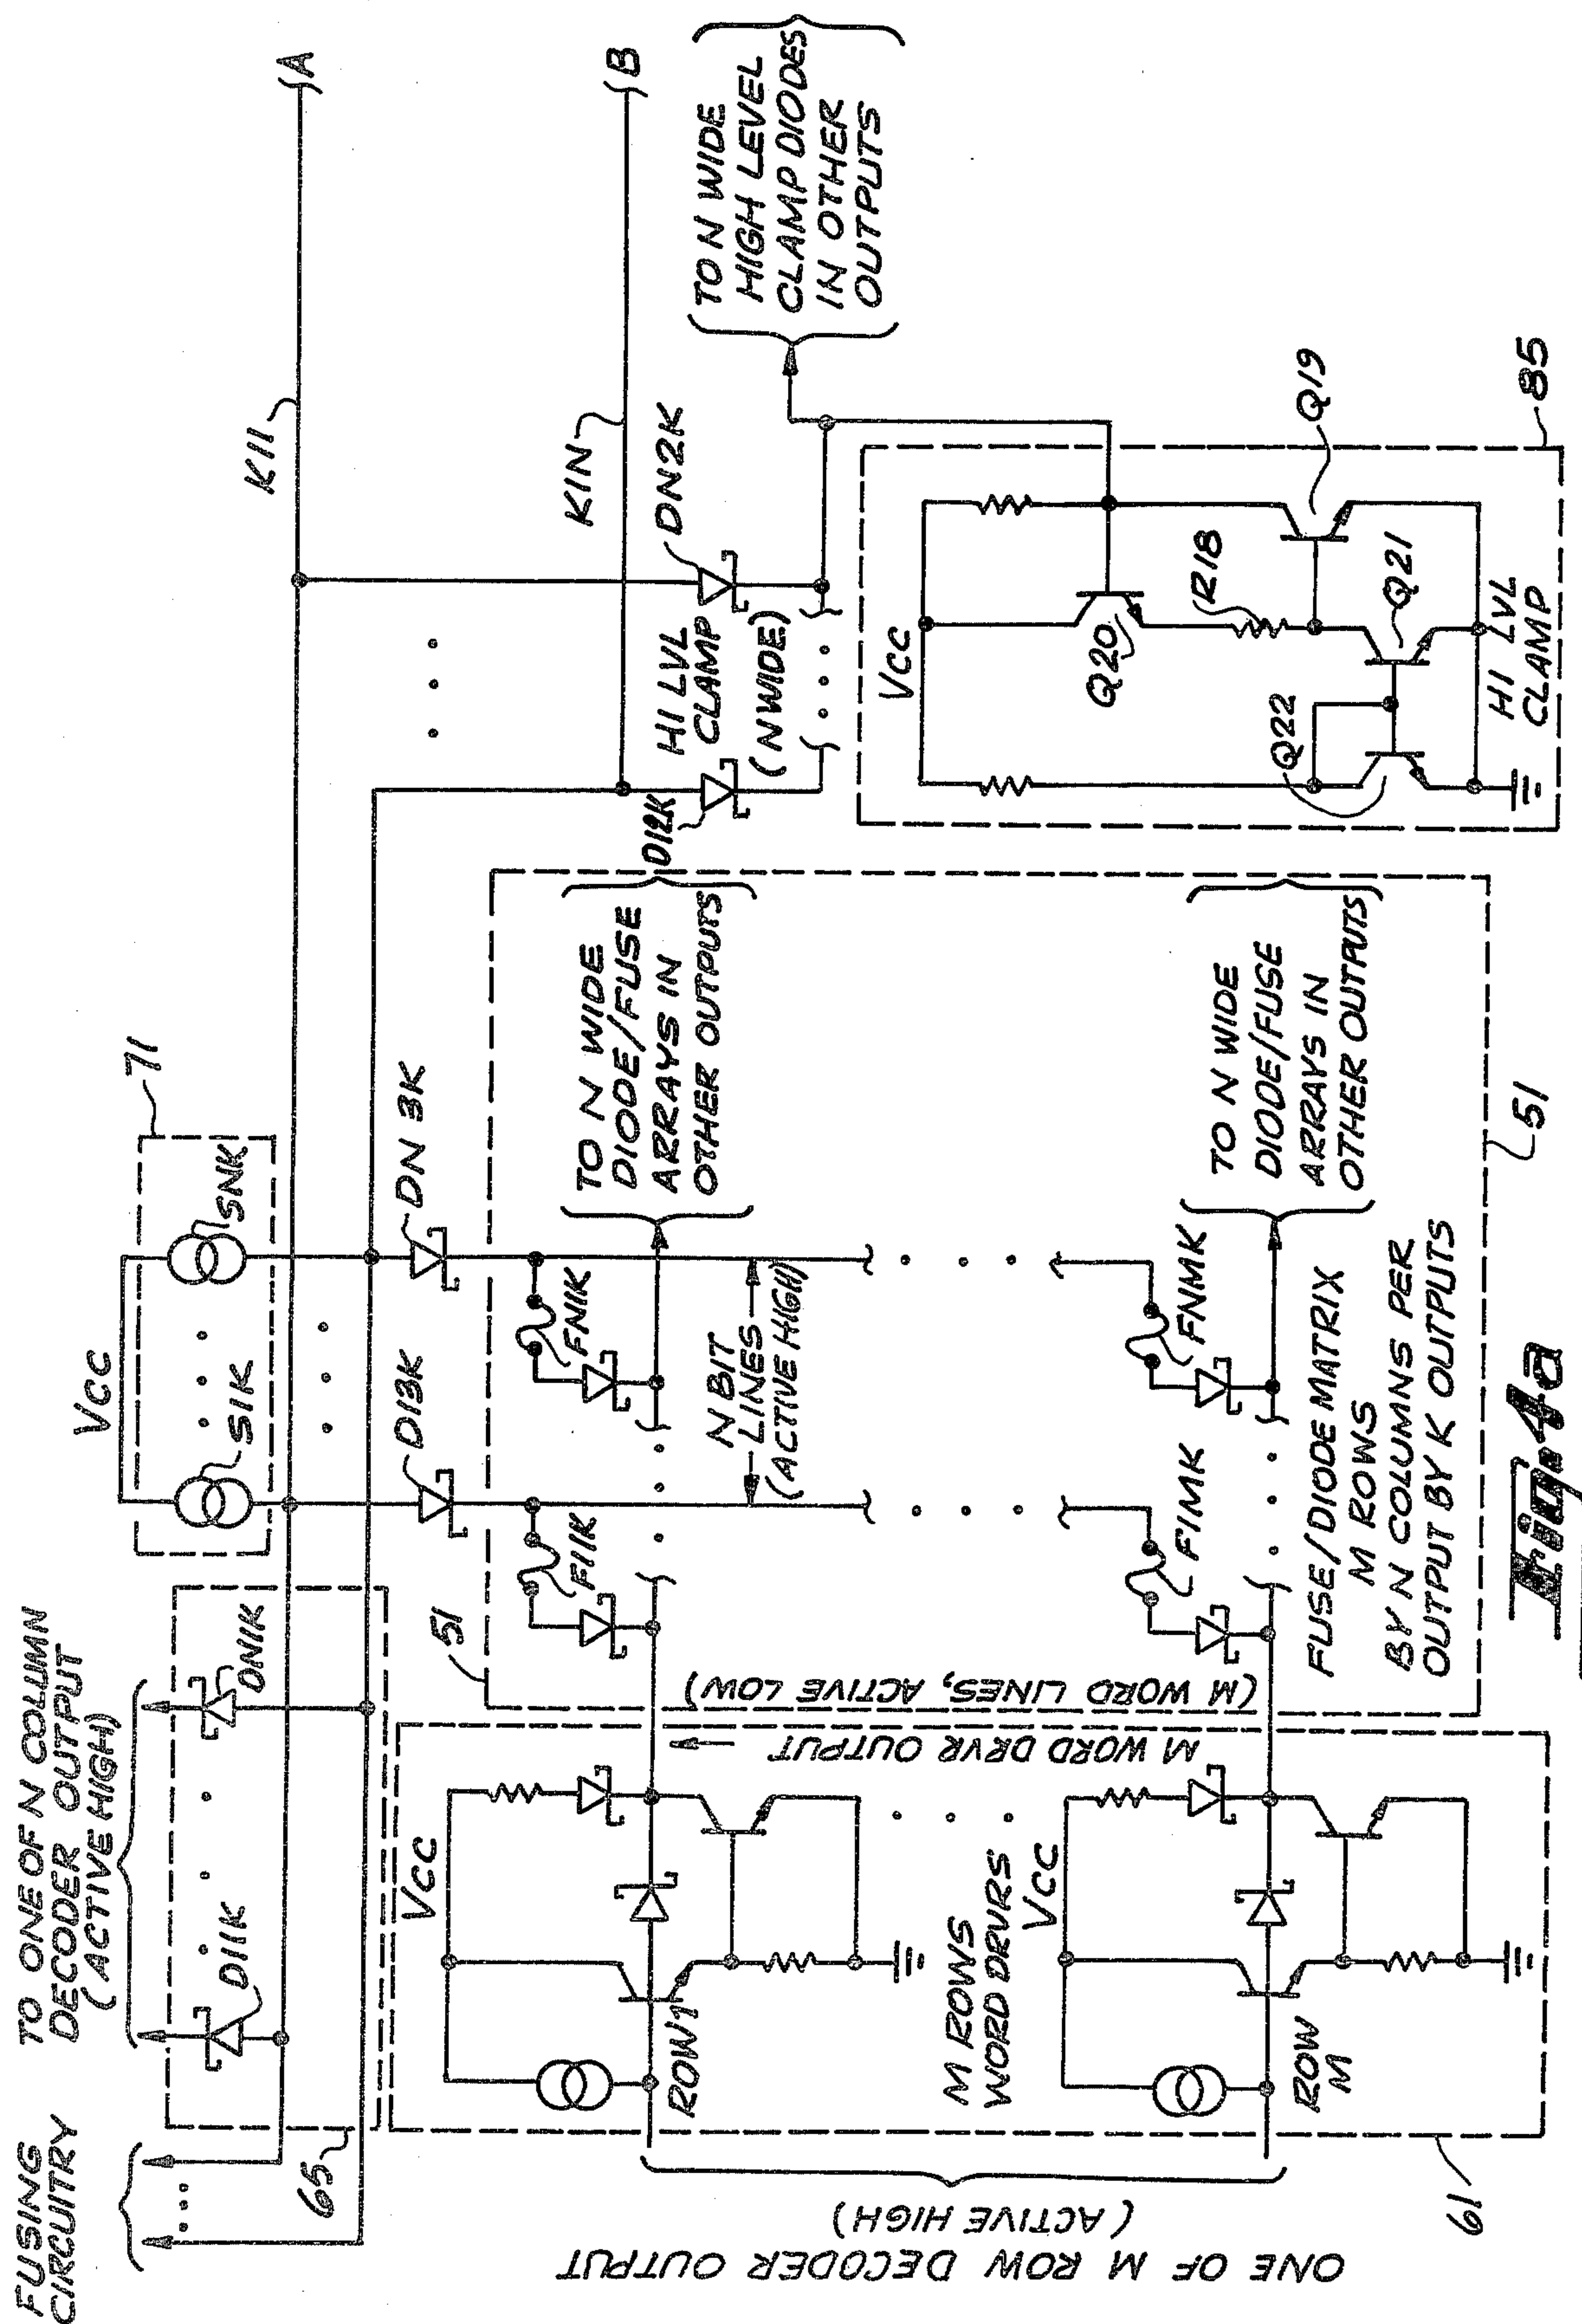 FUSING
CIRCUITRY
TO ONE OF N COLUMN
DECODER OUTPUT
(ACTIVE HIGH)
D11K
DN1K
65
VCC
S1K
SNK
71
K11
A
K1N
B
D13K
DN3K
DN2K
D12K
HI LVL
CLAMP
(N WIDE)
TO N WIDE
HIGH LEVEL
CLAMP DIODES
IN OTHER
OUTPUTS
51
F11K
FN1K
TO N WIDE
DIODE/FUSE
ARRAYS IN
OTHER OUTPUTS
N BIT
LINES
(ACTIVE HIGH)
F1MK
FNMK
TO N WIDE
DIODE/FUSE
ARRAYS IN
OTHER OUTPUTS
(M WORD LINES, ACTIVE LOW)
FUSE/DIODE MATRIX
M ROWS
BY N COLUMNS PER
OUTPUT BY K OUTPUTS
51
VCC
ROW 1
M WORD DRVR OUTPUT
M ROWS
WORD DRVRS
VCC
ROW
M
61
ONE OF M ROW DECODER OUTPUT
(ACTIVE HIGH)
VCC
Q22
Q20
R18
Q19
Q21
HI LVL
CLAMP
85
Fig. 4a